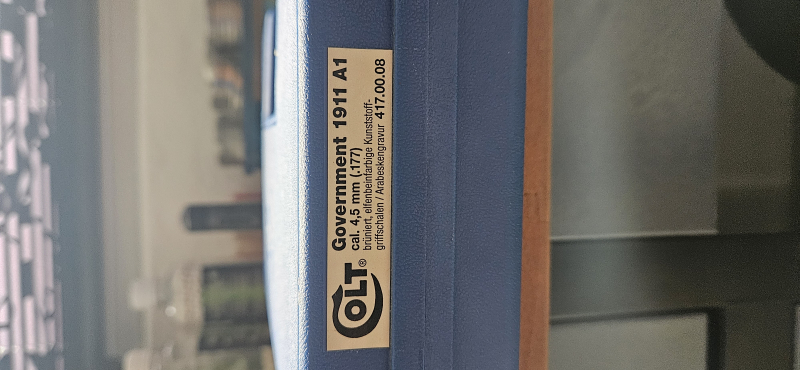 COLT®
Government 1911 A1
cal. 4,5 mm (.177)
brüniert, elfenbeinfarbige Kunststoff-
griffschalen / Arabeskengravur 417.00.08